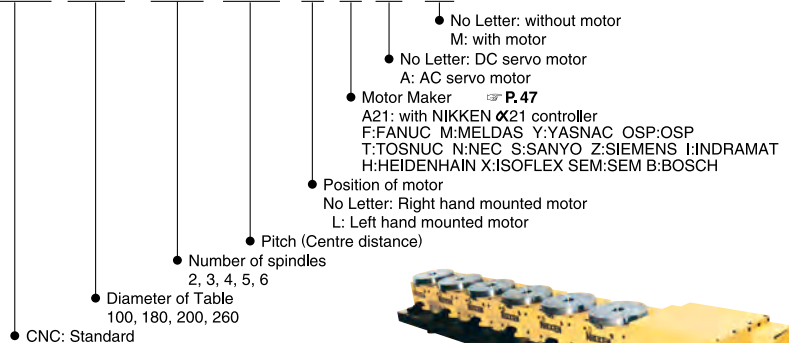 No Letter: without motor
M: with motor
No Letter: DC servo motor
A: AC servo motor
Motor Maker ☞ P.47
A21: with NIKKEN α21 controller
F:FANUC M:MELDAS Y:YASNAC OSP:OSP
T:TOSNUC N:NEC S:SANYO Z:SIEMENS I:INDRAMAT
H:HEIDENHAIN X:ISOFLEX SEM:SEM B:BOSCH
Position of motor
No Letter: Right hand mounted motor
L: Left hand mounted motor
Pitch (Centre distance)
Number of spindles
2, 3, 4, 5, 6
Diameter of Table
100, 180, 200, 260
CNC: Standard
NIKKEN
NIKKEN